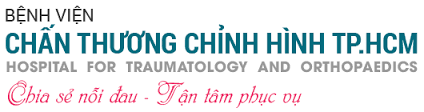 BỆNH VIỆN
CHẤN THƯƠNG CHỈNH HÌNH TP.HCM
HOSPITAL FOR TRAUMATOLOGY AND ORTHOPAEDICS
Chia sẻ nỗi đau - Tận tâm phục vụ